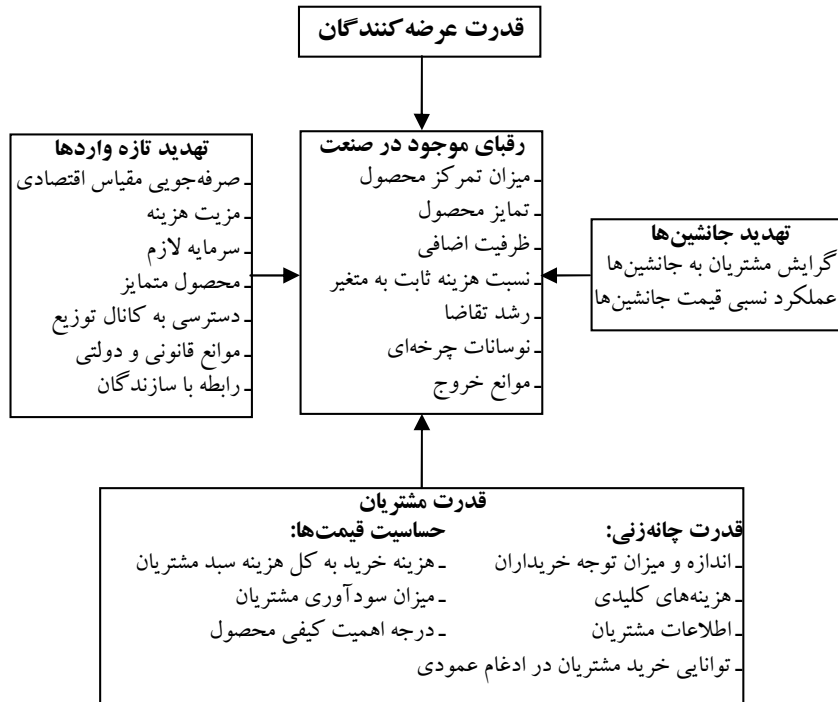 قدرت عرضه‌کنندگان
رقبای موجود در صنعت
ـ میزان تمرکز محصول
ـ تمایز محصول
ـ ظرفیت اضافی
ـ نسبت هزینه ثابت به متغیر
ـ رشد تقاضا
ـ نوسانات چرخه‌ای
ـ موانع خروج
تهدید جانشین‌ها
گرایش مشتریان به جانشین‌ها
عملکرد نسبی قیمت جانشین‌ها
تهدید تازه واردها
ـ صرفه‌جویی مقیاس اقتصادی
ـ مزیت هزینه
ـ سرمایه لازم
ـ محصول متمایز
ـ دسترسی به کانال توزیع
ـ موانع قانونی و دولتی
ـ رابطه با سازندگان
قدرت مشتریان
قدرت چانه‌زنی:
ـ اندازه و میزان توجه خریداران
ـ هزینه‌های کلیدی
ـ اطلاعات مشتریان
ـ توانایی خرید مشتریان در ادغام عمودی
حساسیت قیمت‌ها:
ـ هزینه خرید به کل هزینه سبد مشتریان
ـ میزان سودآوری مشتریان
ـ درجه اهمیت کیفی محصول